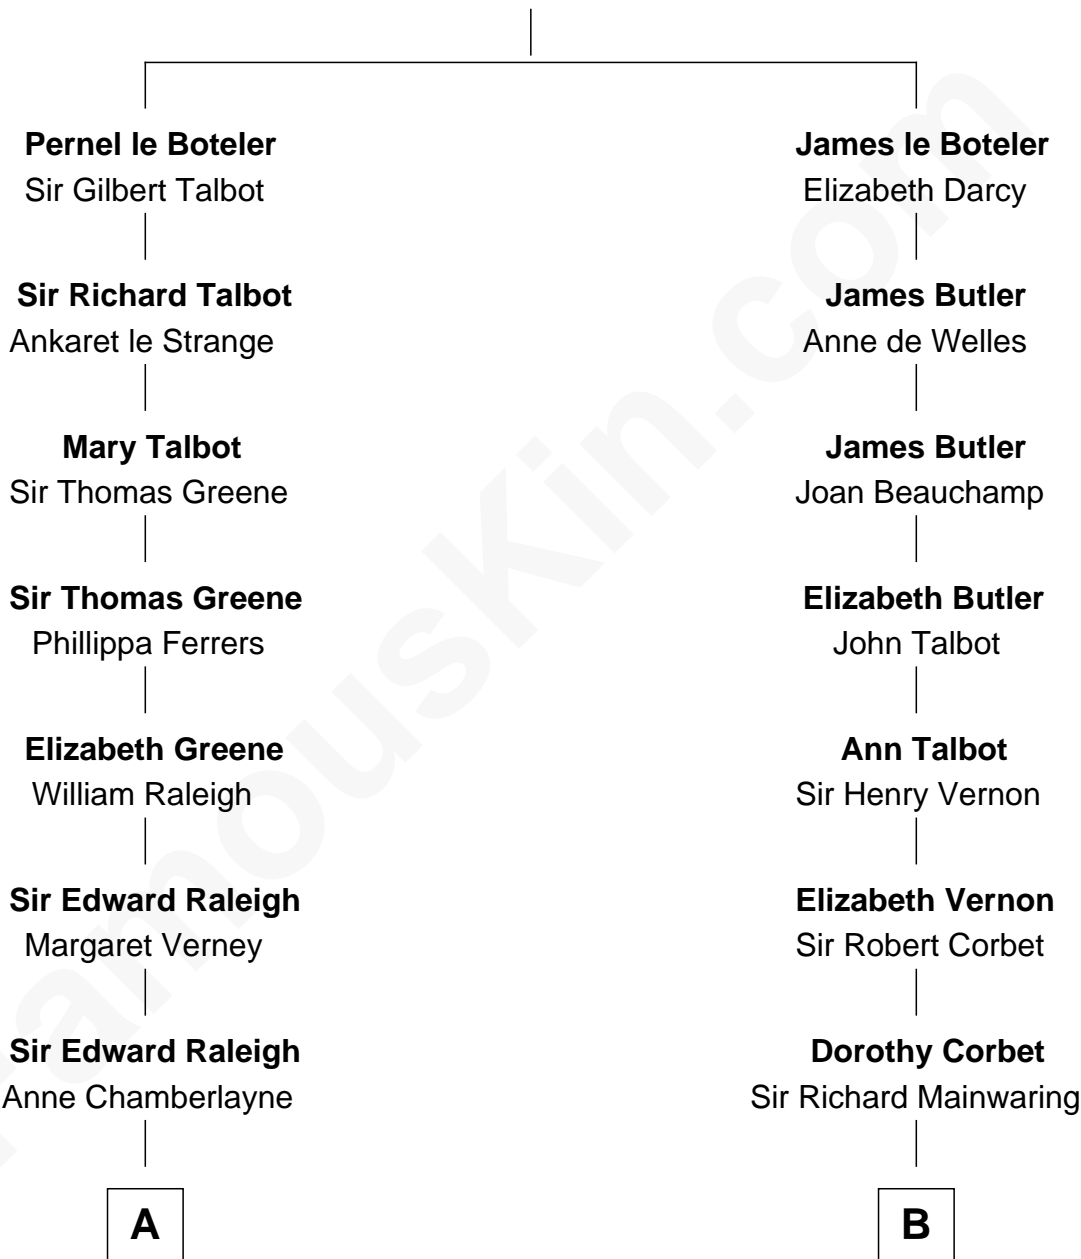 Pernel le Boteler
Sir Gilbert Talbot
Sir Richard Talbot
Ankaret le Strange
Mary Talbot
Sir Thomas Greene
Sir Thomas Greene
Phillippa Ferrers
Elizabeth Greene
William Raleigh
Sir Edward Raleigh
Margaret Verney
Sir Edward Raleigh
Anne Chamberlayne
A
James le Boteler
Elizabeth Darcy
James Butler
Anne de Welles
James Butler
Joan Beauchamp
Elizabeth Butler
John Talbot
Ann Talbot
Sir Henry Vernon
Elizabeth Vernon
Sir Robert Corbet
Dorothy Corbet
Sir Richard Mainwaring
B
FamousKin.com